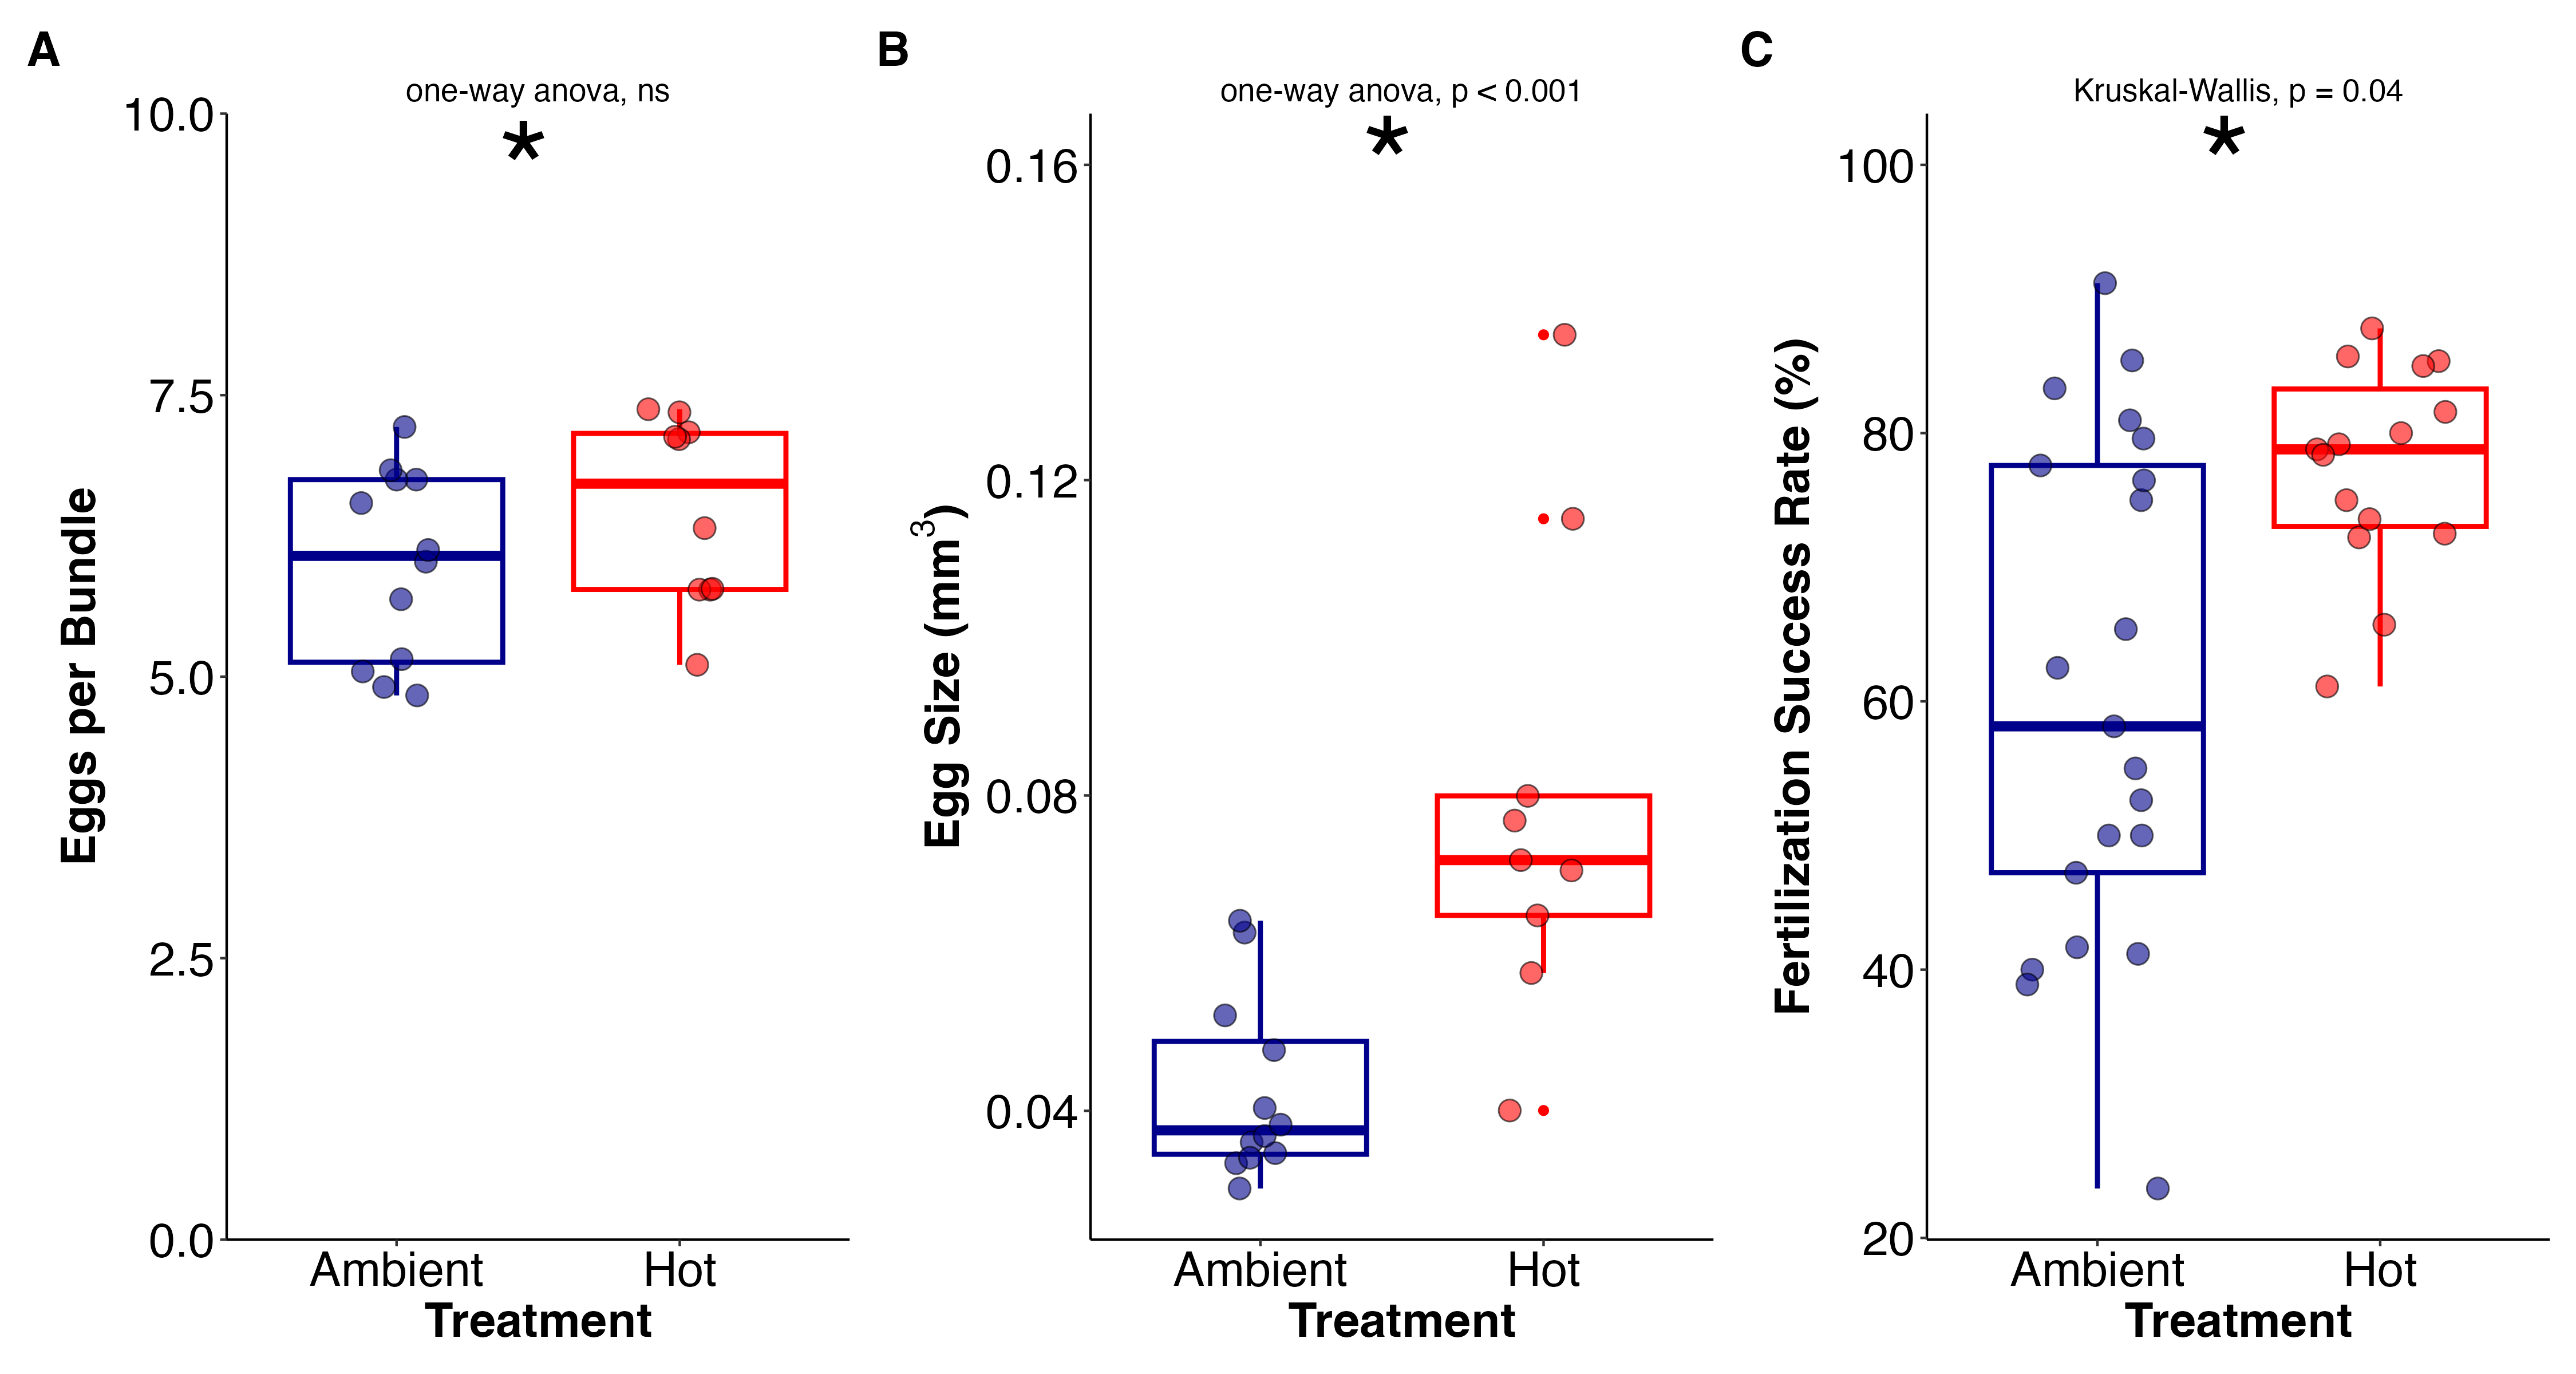 A
one-way anova, ns
*
10.0
7.5
5.0
2.5
0.0
Eggs per Bundle
Ambient
Hot
Treatment
B
one-way anova, p < 0.001
*
0.16
0.12
0.08
0.04
Egg Size (mm³)
Ambient
Hot
Treatment
C
Kruskal-Wallis, p = 0.04
*
100
80
60
40
20
Fertilization Success Rate (%)
Ambient
Hot
Treatment